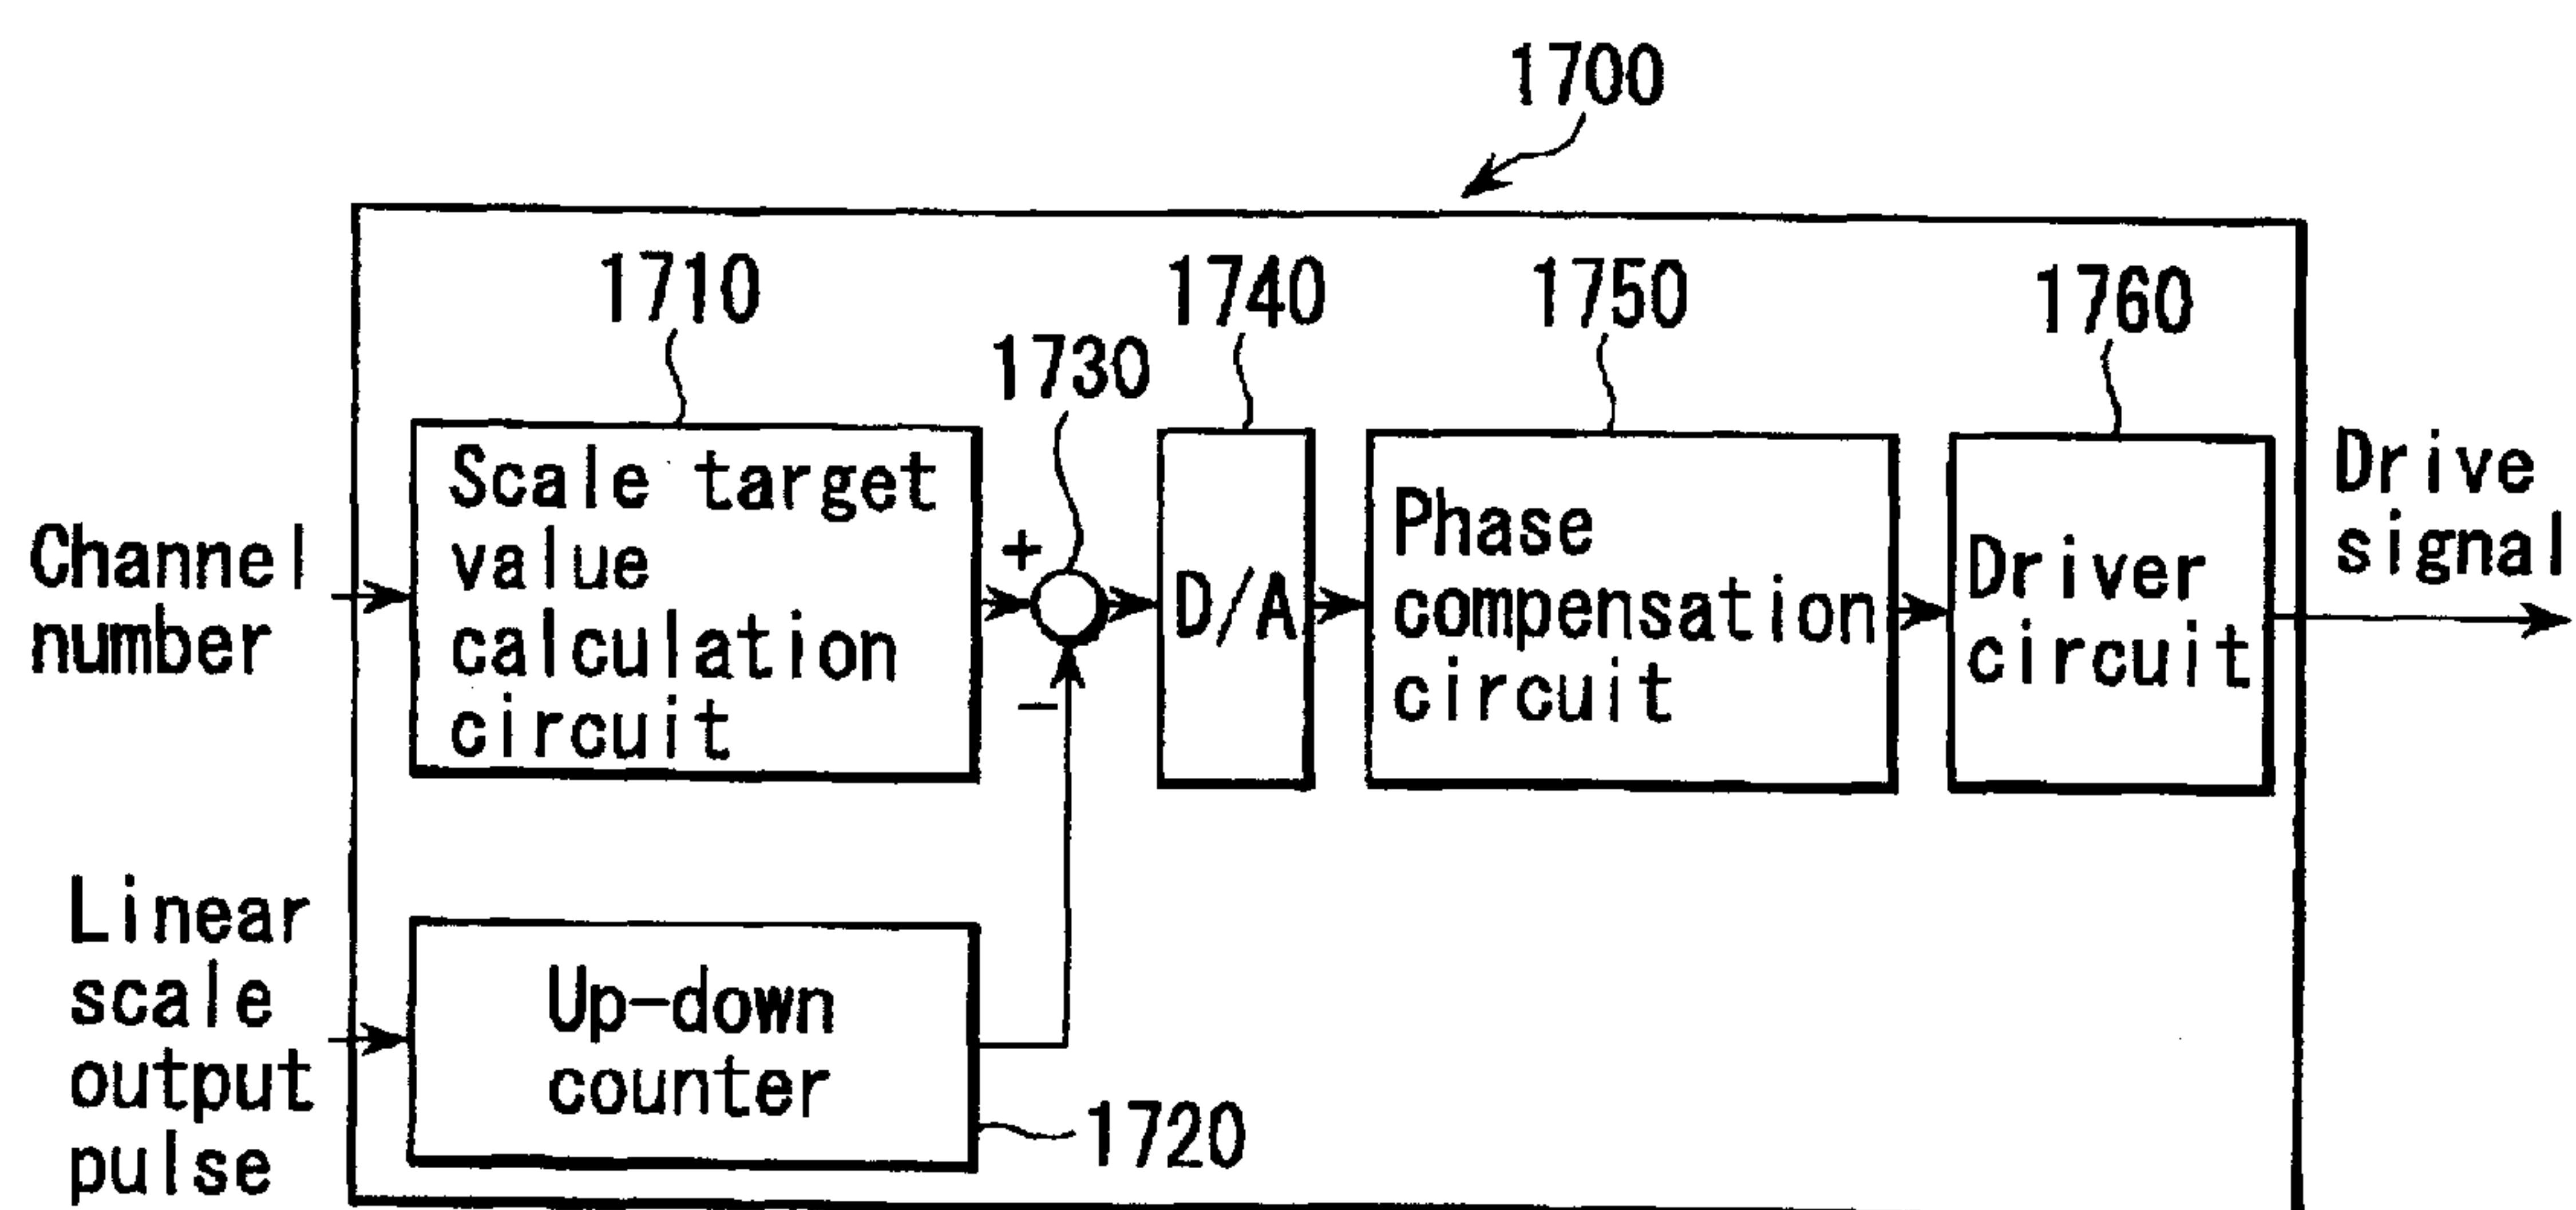 1700
1710
1740
1750
1760
1730
Scale target
value
calculation
circuit
+
-
D/A
Phase
compensation
circuit
Driver
circuit
Drive
signal
Channel
number
Linear
scale
output
pulse
Up-down
counter
1720